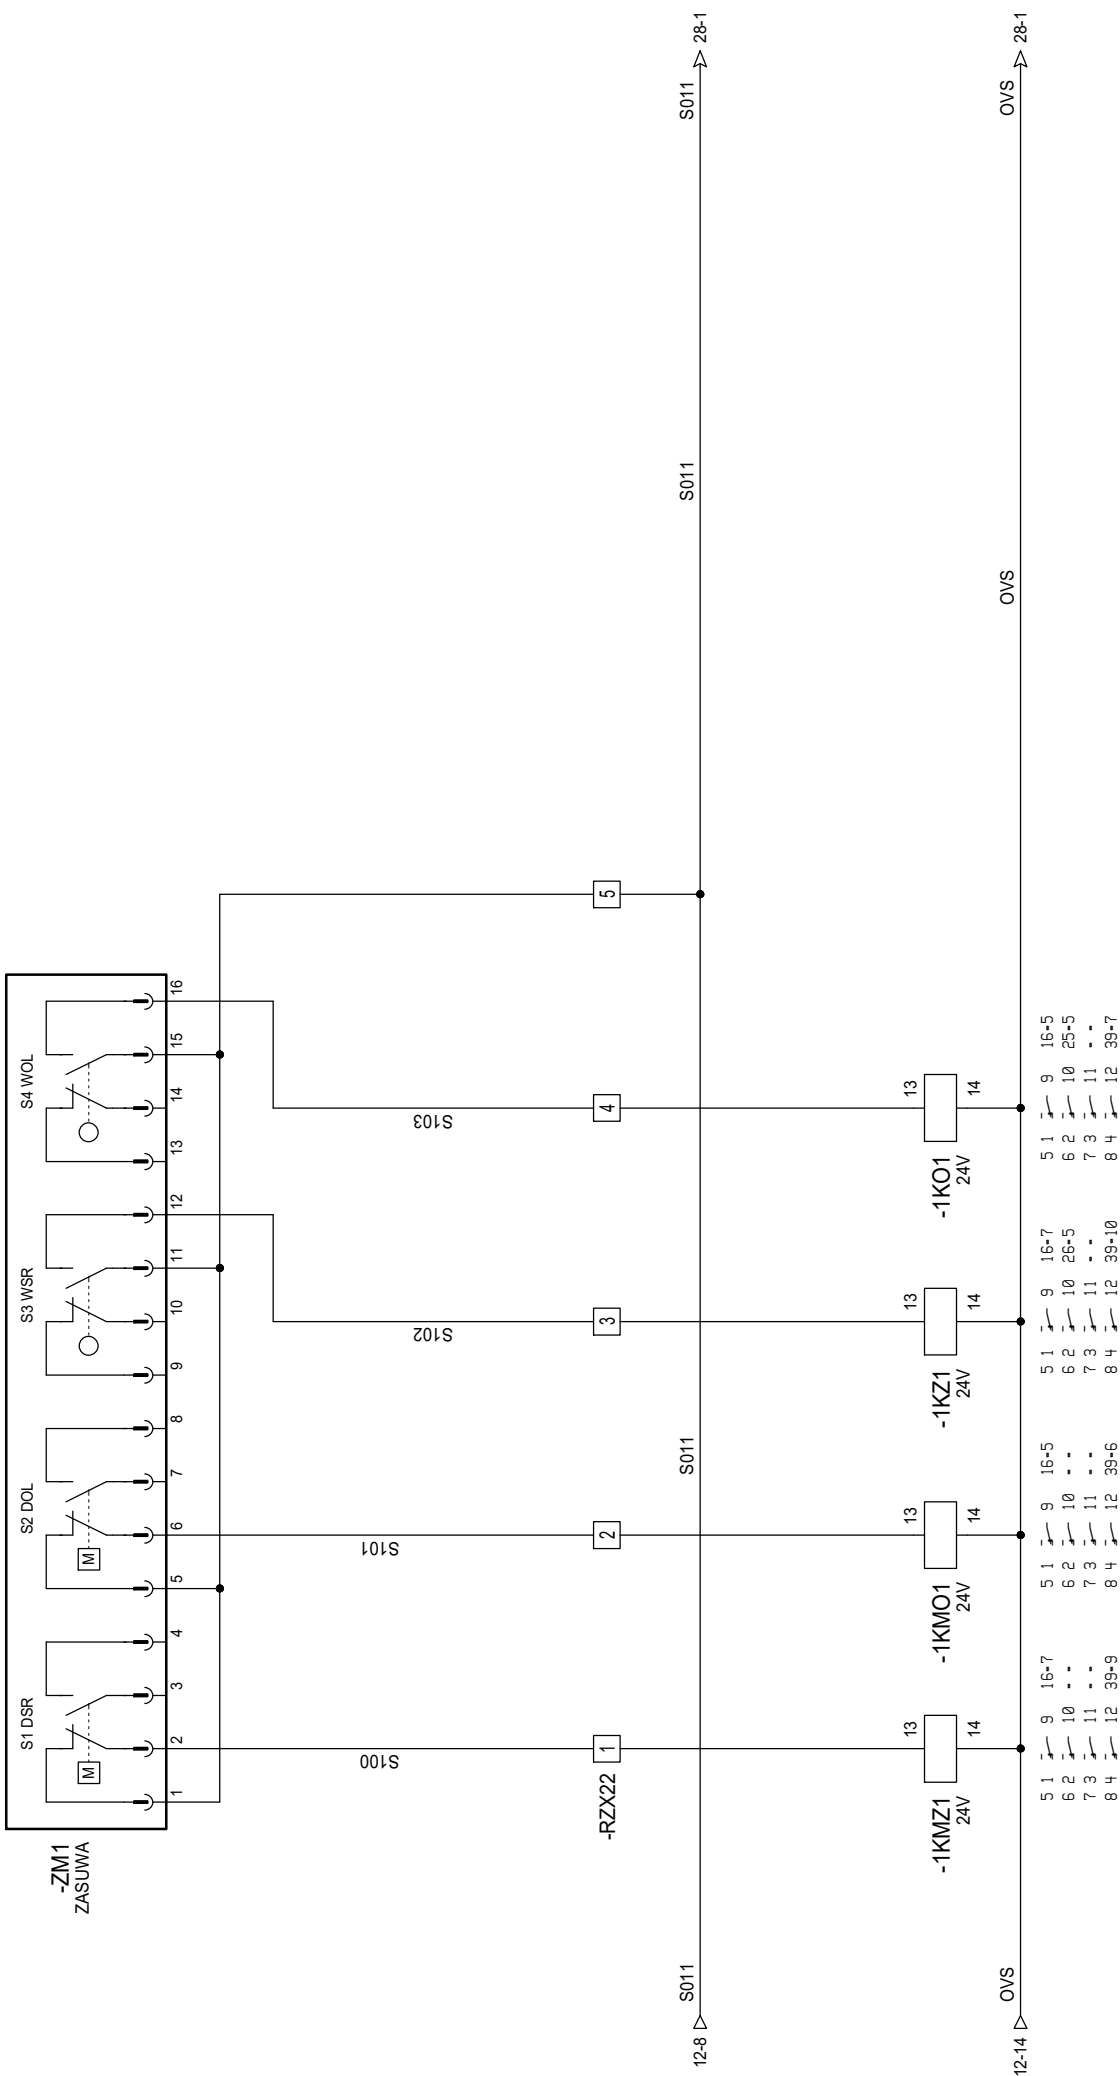 -ZM1
ZASUWA
S1 DSR
S2 DOL
S3 WSR
S4 WOL
M
M
1
2
3
4
5
6
7
8
9
10
11
12
13
14
15
16
S100
S101
S102
S103
-RZX22
1
2
3
4
5
12-8
S011
S011
S011
S011
28-1
-1KMZ1
24V
13
14
-1KMO1
24V
13
14
-1KZ1
24V
13
14
-1KO1
24V
13
14
12-14
OVS
OVS
OVS
28-1
5 1 9 16-7
6 2 10 . .
7 3 11 . .
8 4 12 39-9
5 1 9 16-5
6 2 10 . .
7 3 11 . .
8 4 12 39-6
5 1 9 16-7
6 2 10 26-5
7 3 11 . .
8 4 12 39-10
5 1 9 16-5
6 2 10 25-5
7 3 11 . .
8 4 12 39-7